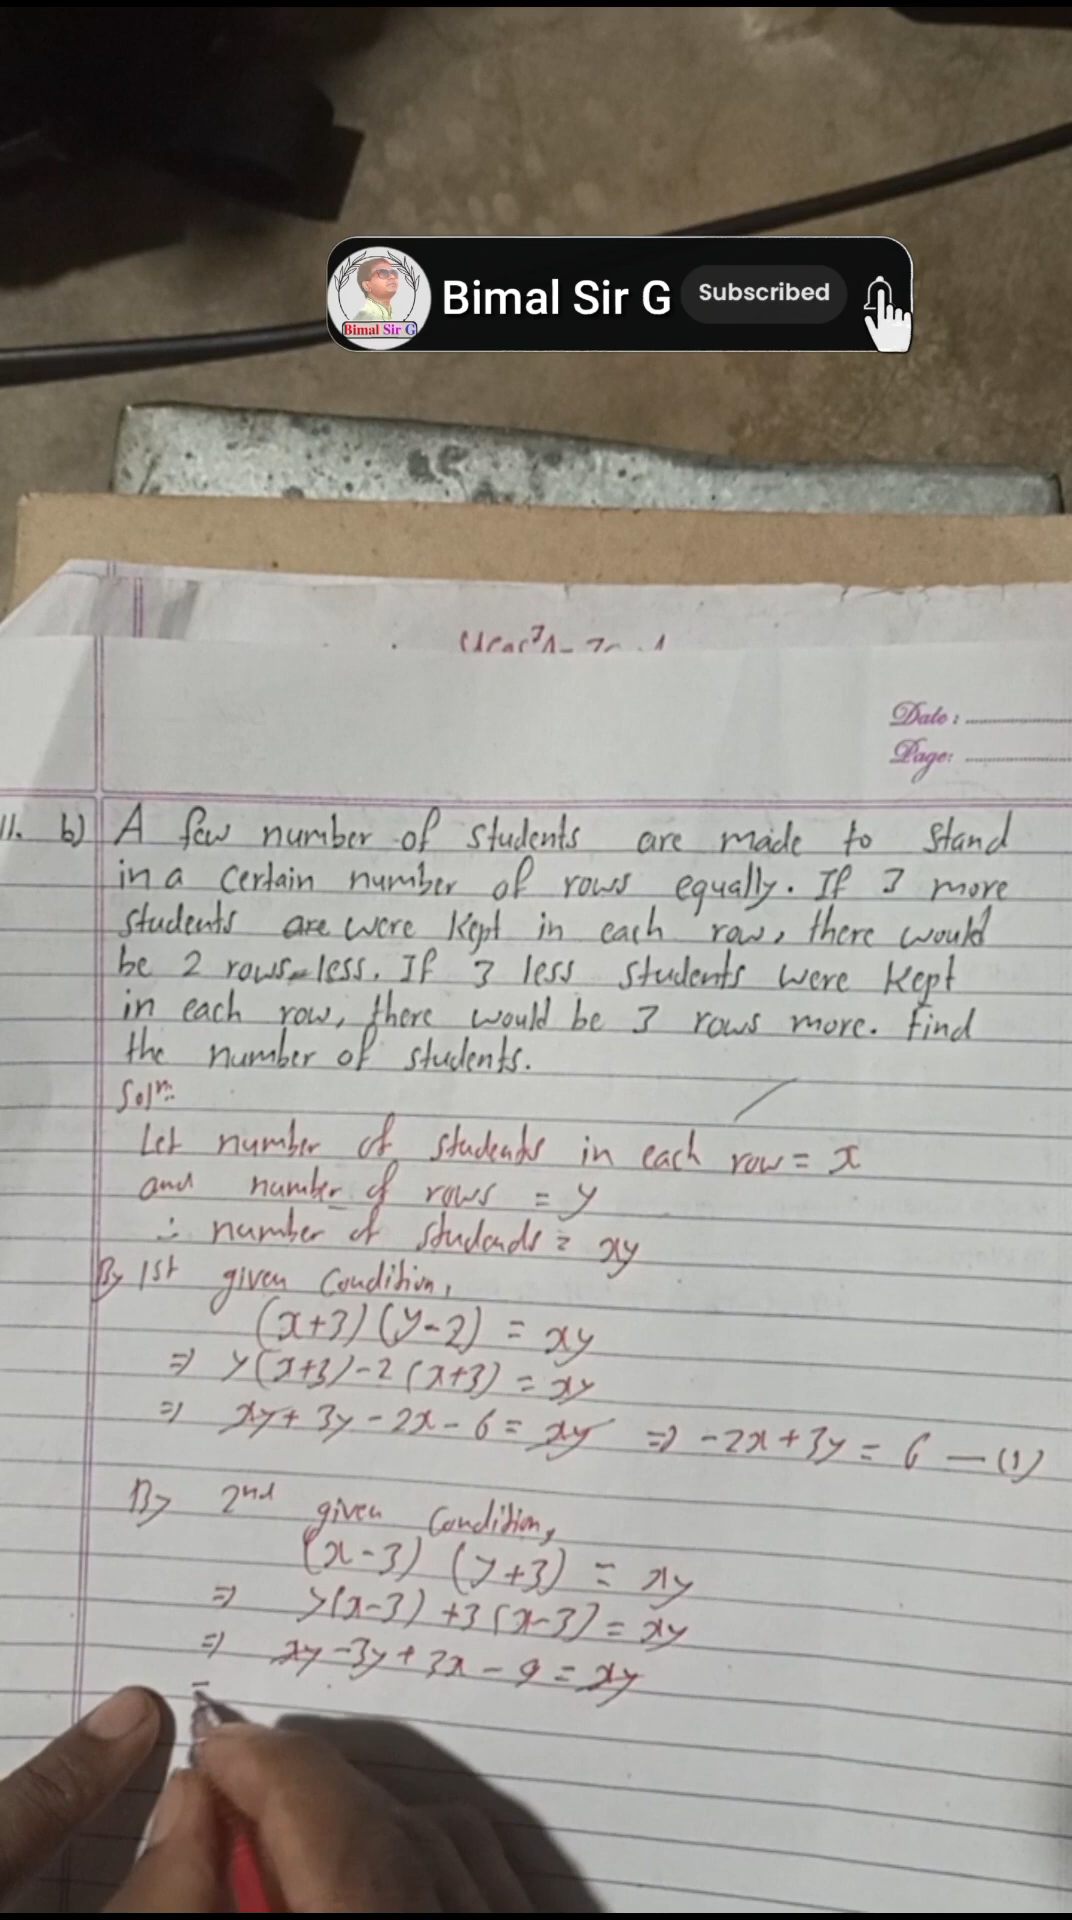 Bimal Sir G
Subscribed
Bimal Sir G
Date:
Page:
11. b) A few number of students are made to stand
in a certain number of rows equally. If 3 more
students are were kept in each row, there would
be 2 rows less. If 3 less students were kept
in each row, there would be 3 rows more. Find
the number of students.
Solⁿ:
Let number of students in each row = x
and number of rows = y
∴ number of students = xy
By 1st given condition,
(x+3) (y-2) = xy
⇒ y(x+3)-2(x+3) = xy
⇒ xy+3y-2x-6 = xy ⇒ -2x+3y = 6 — (1)
By 2nd given condition,
(x-3) (y+3) = xy
⇒ y(x-3)+3(x-3) = xy
⇒ xy-3y+3x-9 = xy